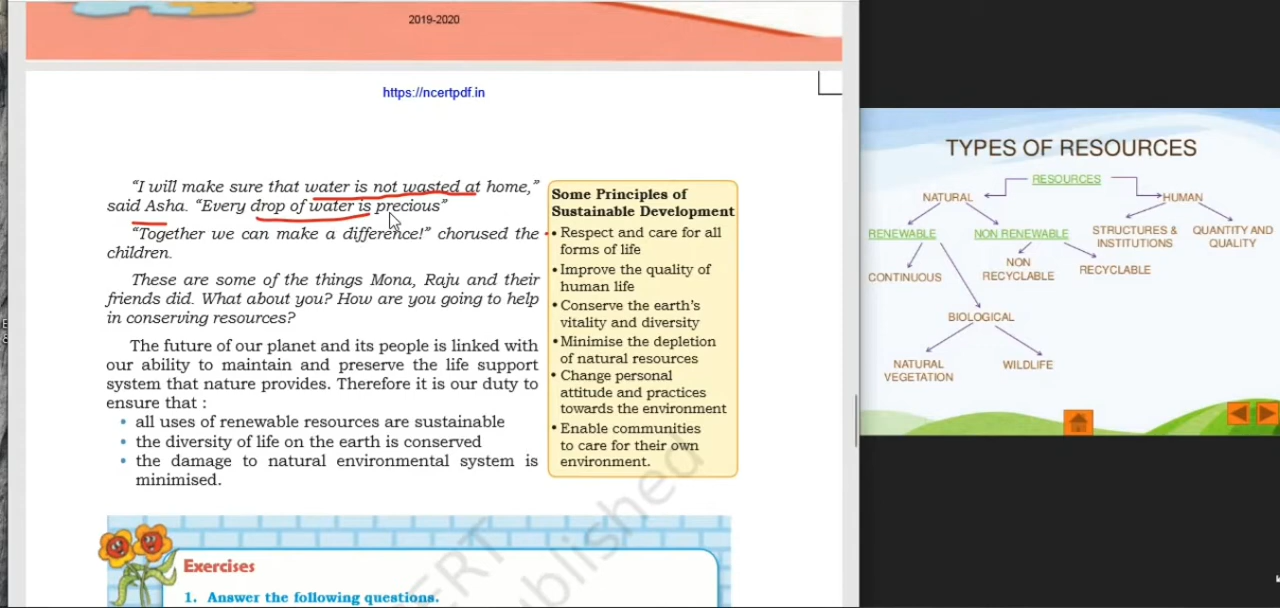 2019-2020
https://ncertpdf.in
“I will make sure that water is not wasted at home,”
said Asha. “Every drop of water is precious”
“Together we can make a difference!” chorused the
children.
These are some of the things Mona, Raju and their
friends did. What about you? How are you going to help
in conserving resources?
The future of our planet and its people is linked with
our ability to maintain and preserve the life support
system that nature provides. Therefore it is our duty to
ensure that :
• all uses of renewable resources are sustainable
• the diversity of life on the earth is conserved
• the damage to natural environmental system is
minimised.
Some Principles of
Sustainable Development
• Respect and care for all
forms of life
• Improve the quality of
human life
• Conserve the earth’s
vitality and diversity
• Minimise the depletion
of natural resources
• Change personal
attitude and practices
towards the environment
• Enable communities
to care for their own
environment.
Exercises
1. Answer the following questions.
TYPES OF RESOURCES
RESOURCES
NATURAL
HUMAN
RENEWABLE
NON RENEWABLE
STRUCTURES &
INSTITUTIONS
QUANTITY AND
QUALITY
CONTINUOUS
NON
RECYCLABLE
RECYCLABLE
BIOLOGICAL
NATURAL
VEGETATION
WILDLIFE